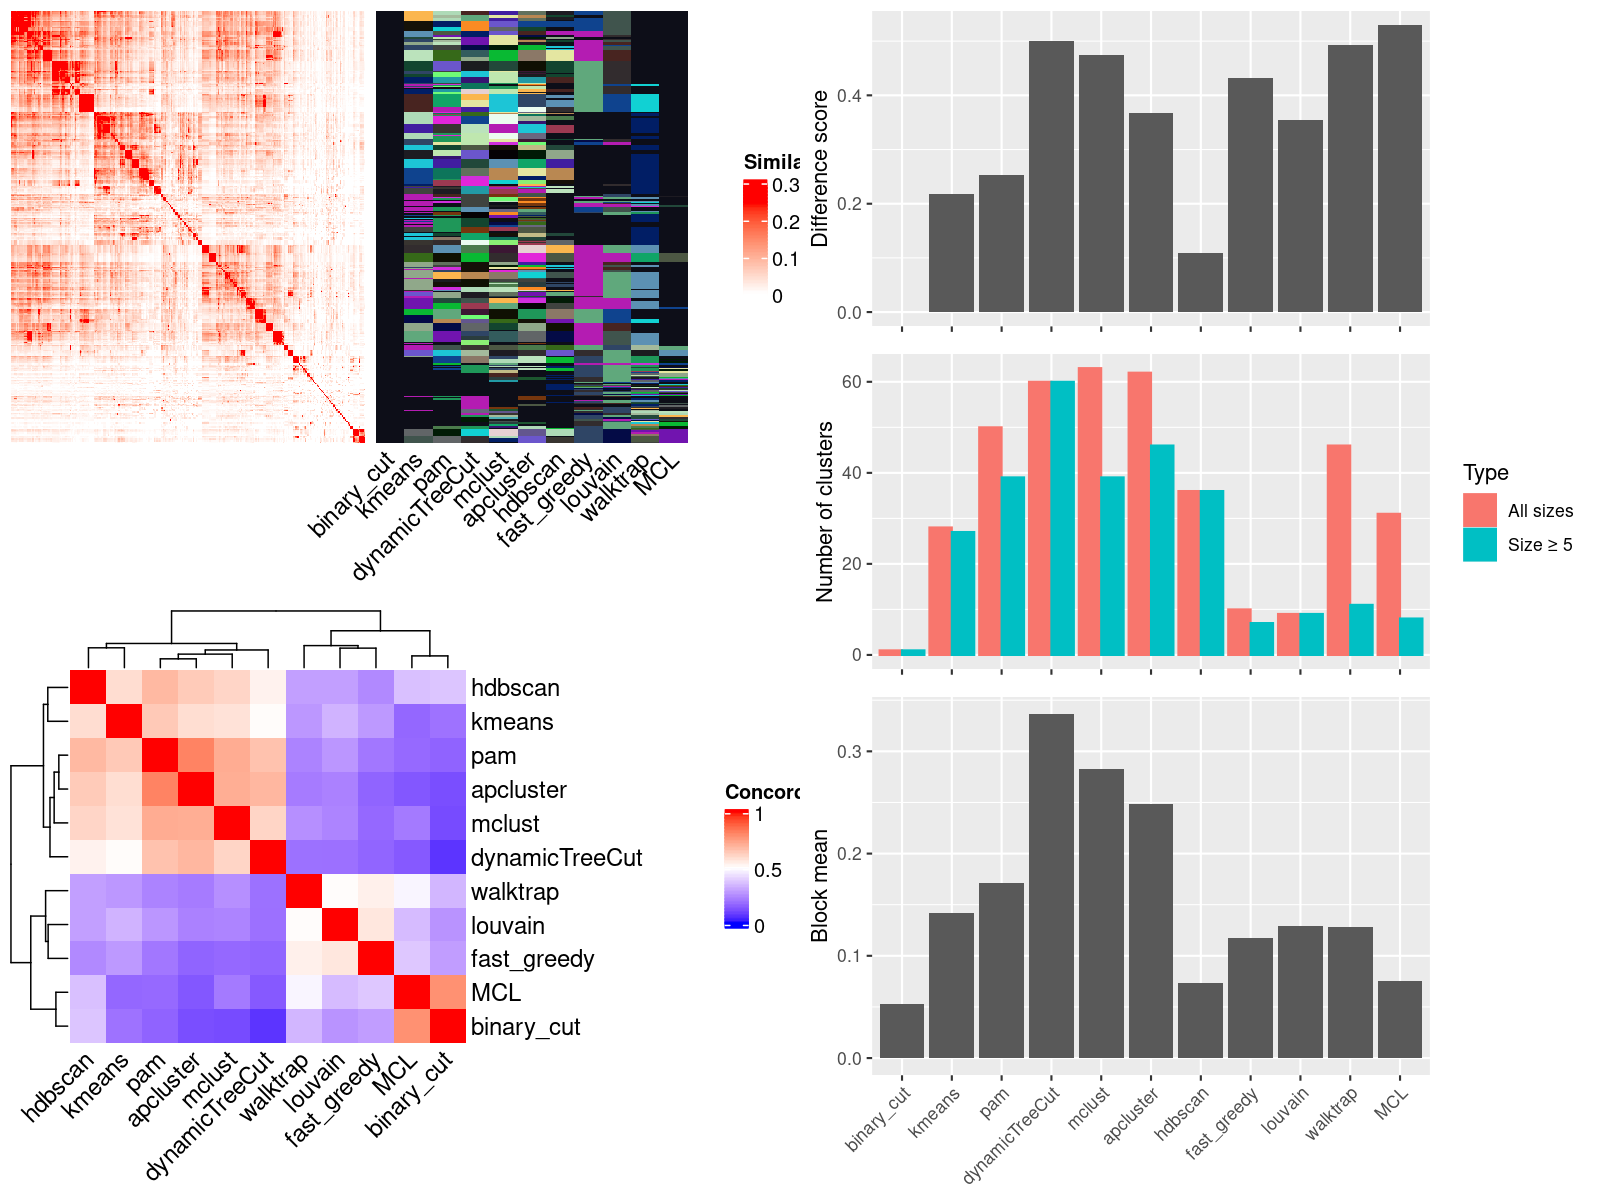 Simila
0.3
0.2
0.1
0
binary_cut
kmeans
pam
dynamicTreeCut
mclust
apcluster
hdbscan
fast_greedy
louvain
walktrap
MCL
hdbscan
kmeans
pam
apcluster
mclust
dynamicTreeCut
walktrap
louvain
fast_greedy
MCL
binary_cut
hdbscan
kmeans
pam
apcluster
mclust
dynamicTreeCut
walktrap
louvain
fast_greedy
MCL
binary_cut
Concord
1
0.5
0
Difference score
0.4
0.2
0.0
Number of clusters
60
40
20
0
Type
All sizes
Size ≥ 5
Block mean
0.3
0.2
0.1
0.0
binary_cut
kmeans
pam
dynamicTreeCut
mclust
apcluster
hdbscan
fast_greedy
louvain
walktrap
MCL